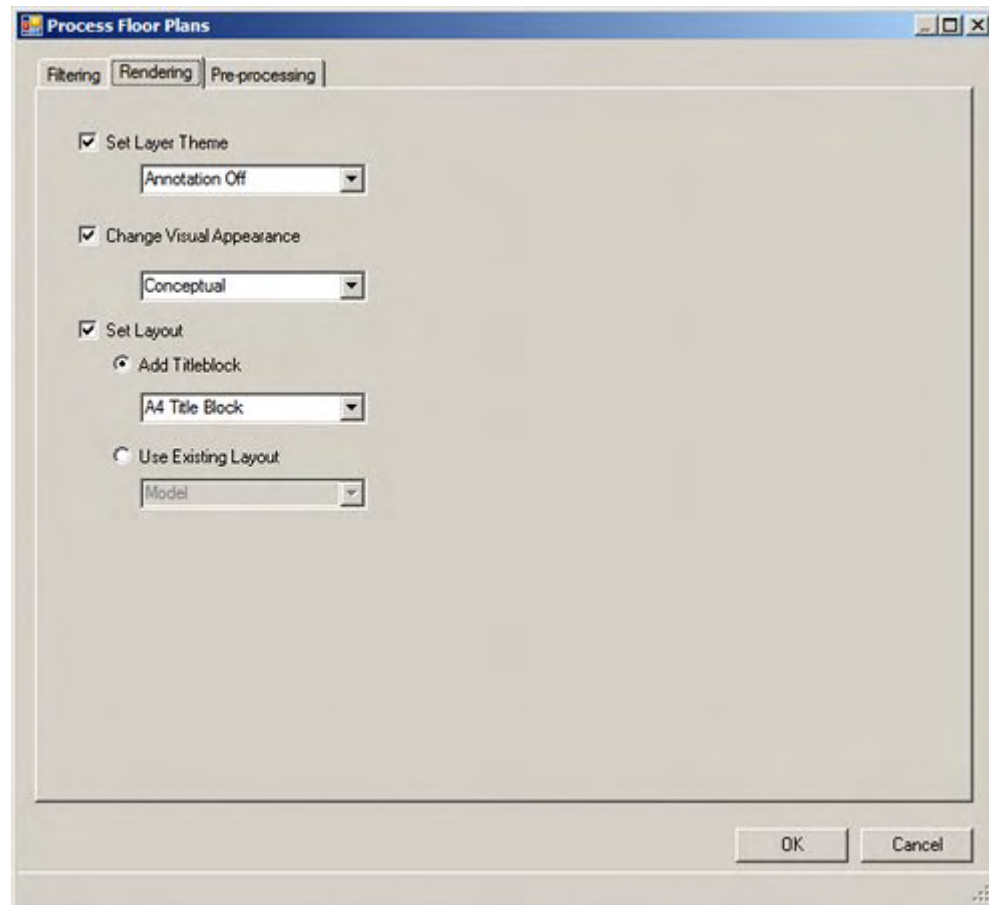 Process Floor Plans
Filtering Rendering Pre-processing
Set Layer Theme
Annotation Off
Change Visual Appearance
Conceptual
Set Layout
Add Titleblock
A4 Title Block
Use Existing Layout
Model
OK Cancel